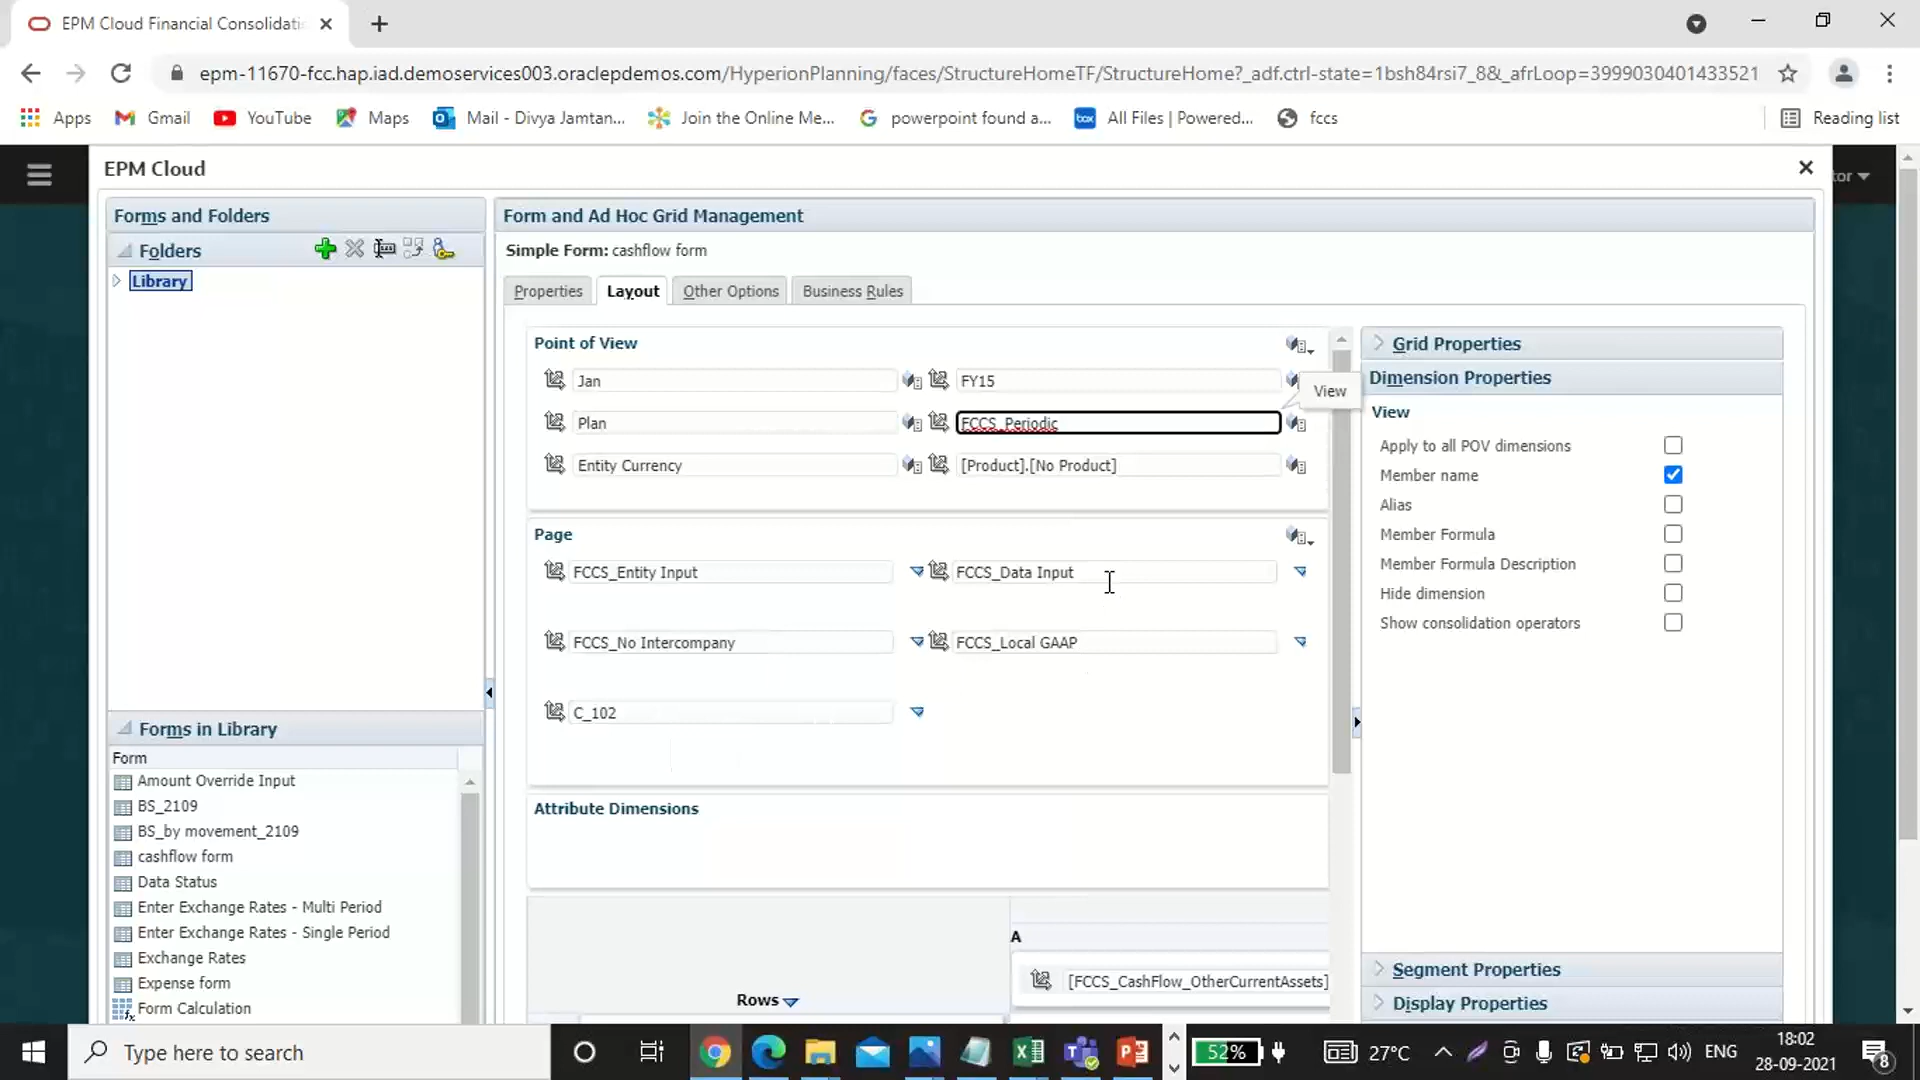 EPM Cloud Financial Consolidati
epm-11670-fcc.hap.iad.demoservices003.oraclepdemos.com/HyperionPlanning/faces/StructureHomeTF/StructureHome?_adf.ctrl-state=1bsh84rsi7_8&_afrLoop=3999030401433521
Apps Gmail YouTube Maps Mail - Divya Jamtan... Join the Online Me... powerpoint found a... All Files | Powered... fccs Reading list
EPM Cloud
tor
Forms and Folders
Folders
Library
Form and Ad Hoc Grid Management
Simple Form: cashflow form
Properties Layout Other Options Business Rules
Point of View
Jan FY15
View
Plan FCCS_Periodic
Entity Currency [Product].[No Product]
Page
FCCS_Entity Input FCCS_Data Input
FCCS_No Intercompany FCCS_Local GAAP
C_102
Attribute Dimensions
A
[FCCS_CashFlow_OtherCurrentAssets]
Rows
Grid Properties
Dimension Properties
View
Apply to all POV dimensions
Member name
Alias
Member Formula
Member Formula Description
Hide dimension
Show consolidation operators
Segment Properties
Display Properties
Forms in Library
Form
Amount Override Input
BS_2109
BS_by movement_2109
cashflow form
Data Status
Enter Exchange Rates - Multi Period
Enter Exchange Rates - Single Period
Exchange Rates
Expense form
Form Calculation
Type here to search
52%
27°C
ENG
18:02
28-09-2021
8